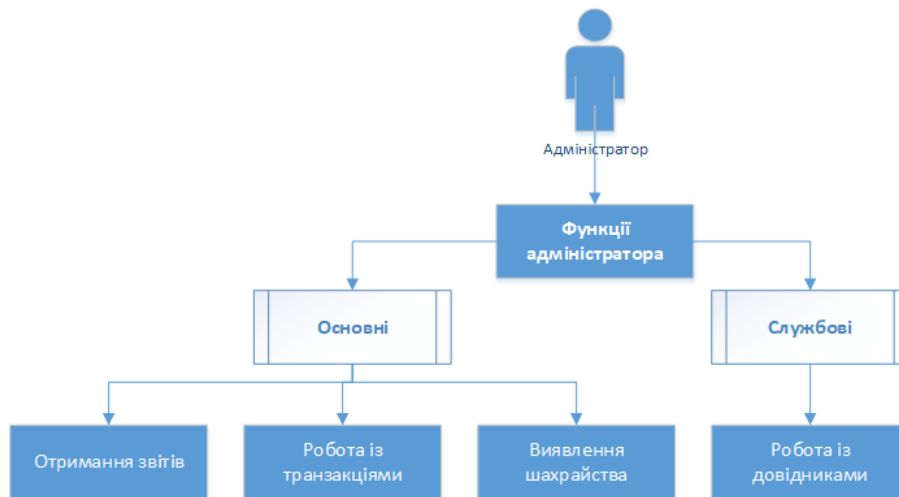 Адміністратор
Функції
адміністратора
Основні
Службові
Отримання звітів
Робота із
транзакціями
Виявлення
шахрайства
Робота із
довідниками